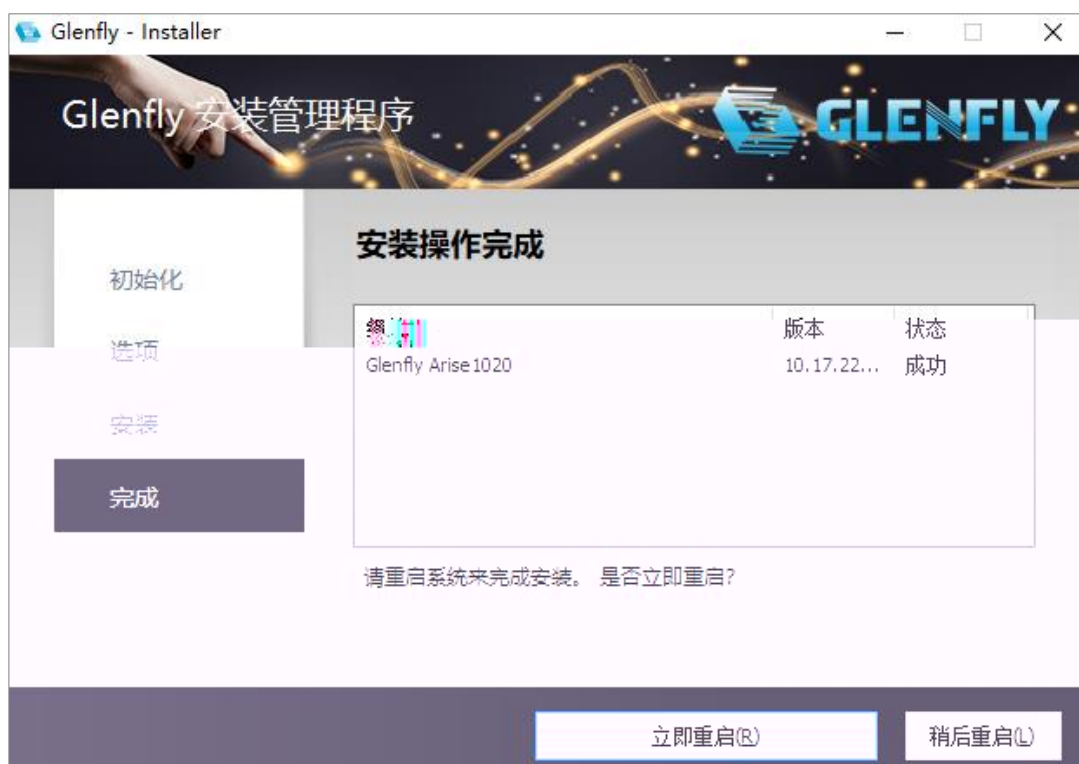 Glenfly - Installer
Glenfly 安装管理程序
GLENFLY
初始化
选项
安装
完成
安装操作完成
版本 状态
Glenfly Arise1020 10.17.22... 成功
请重启系统来完成安装。 是否立即重启?
立即重启(R) 稍后重启(L)